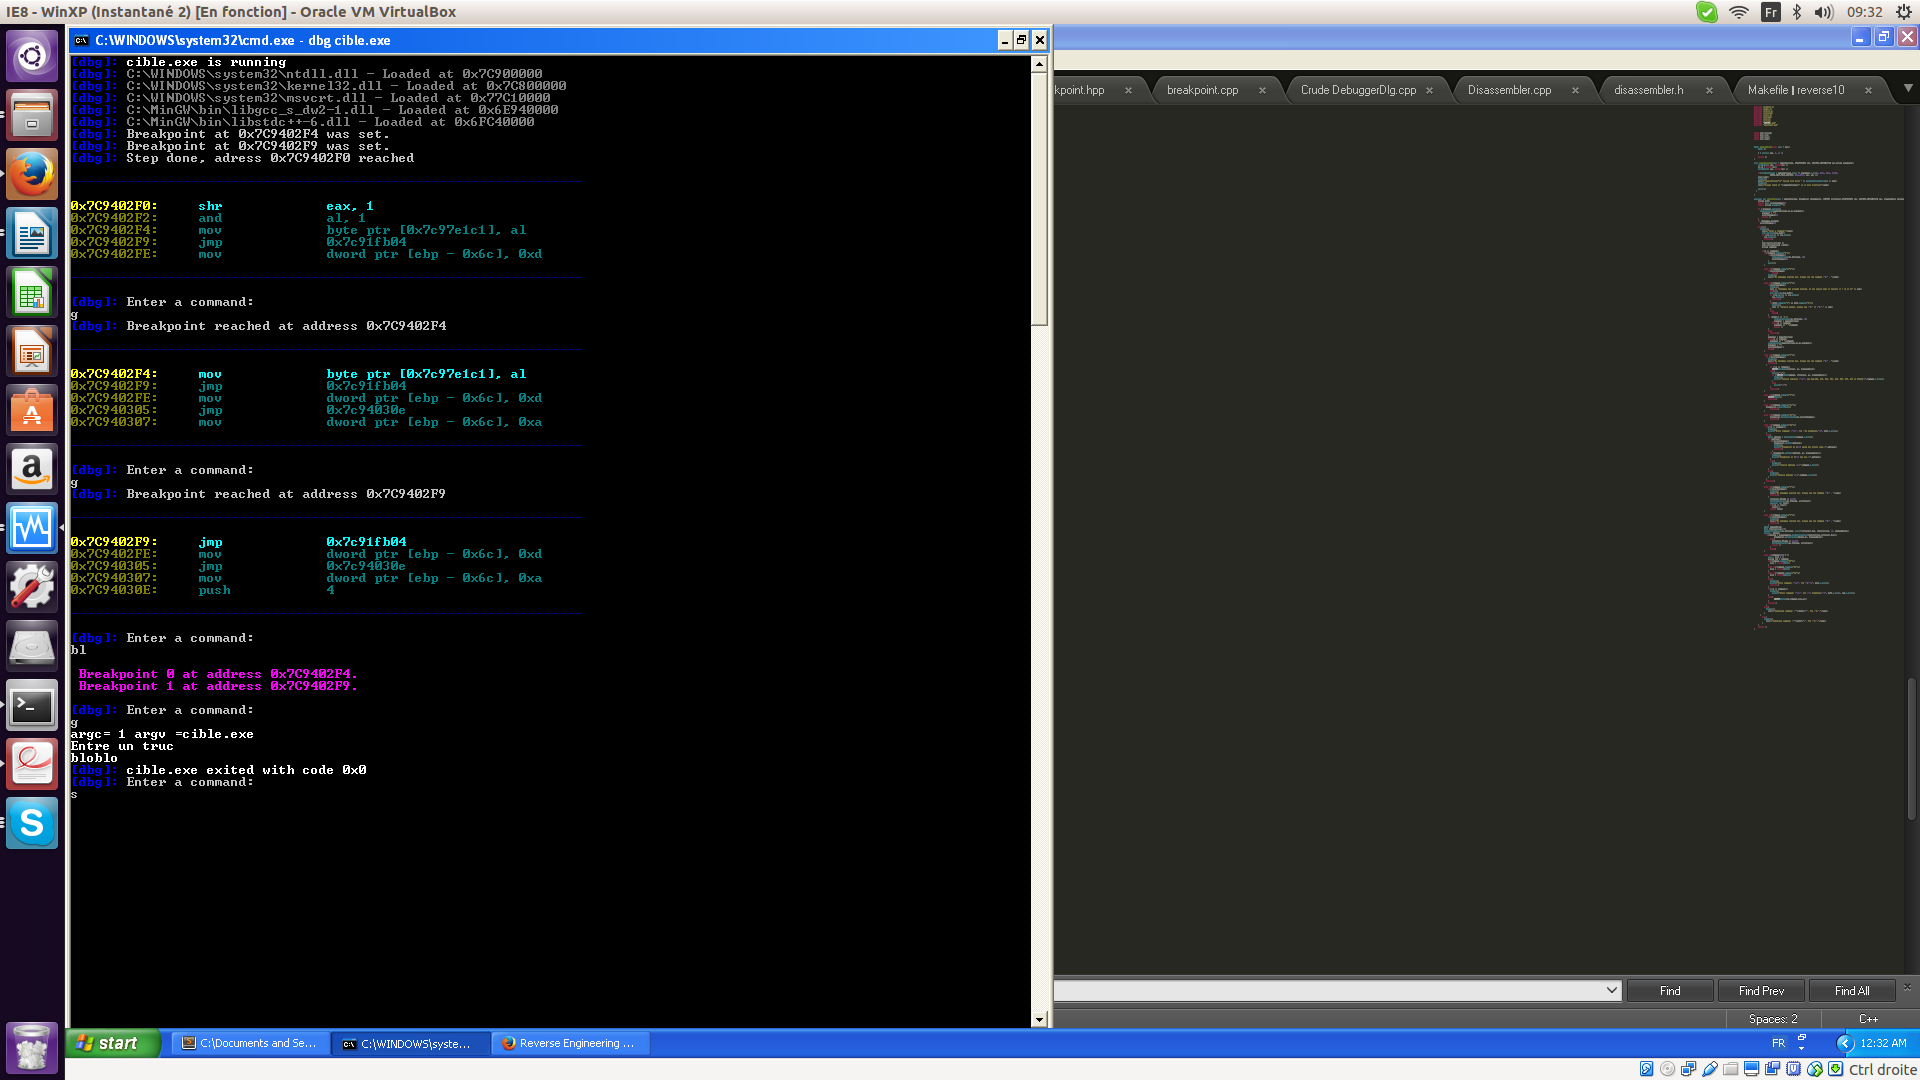 IE8 - WinXP (Instantané 2) [En fonction] - Oracle VM VirtualBox
Fr
09:32
C:\WINDOWS\system32\cmd.exe - dbg cible.exe
[dbg]: cible.exe is running
[dbg]: C:\WINDOWS\system32\ntdll.dll - Loaded at 0x7C900000
[dbg]: C:\WINDOWS\system32\kernel32.dll - Loaded at 0x7C800000
[dbg]: C:\WINDOWS\system32\msvcrt.dll - Loaded at 0x77C10000
[dbg]: C:\MinGW\bin\libgcc_s_dw2-1.dll - Loaded at 0x6E940000
[dbg]: C:\MinGW\bin\libstdc++-6.dll - Loaded at 0x6FC40000
[dbg]: Breakpoint at 0x7C9402F4 was set.
[dbg]: Breakpoint at 0x7C9402F9 was set.
[dbg]: Step done, adress 0x7C9402F0 reached
0x7C9402F0: shr eax, 1
0x7C9402F2: and al, 1
0x7C9402F4: mov byte ptr [0x7c97e1c1], al
0x7C9402F9: jmp 0x7c91fb04
0x7C9402FE: mov dword ptr [ebp - 0x6c], 0xd
[dbg]: Enter a command:
g
[dbg]: Breakpoint reached at address 0x7C9402F4
0x7C9402F4: mov byte ptr [0x7c97e1c1], al
0x7C9402F9: jmp 0x7c91fb04
0x7C9402FE: mov dword ptr [ebp - 0x6c], 0xd
0x7C940305: jmp 0x7c94030e
0x7C940307: mov dword ptr [ebp - 0x6c], 0xa
[dbg]: Enter a command:
g
[dbg]: Breakpoint reached at address 0x7C9402F9
0x7C9402F9: jmp 0x7c91fb04
0x7C9402FE: mov dword ptr [ebp - 0x6c], 0xd
0x7C940305: jmp 0x7c94030e
0x7C940307: mov dword ptr [ebp - 0x6c], 0xa
0x7C94030E: push 4
[dbg]: Enter a command:
bl
Breakpoint 0 at address 0x7C9402F4.
Breakpoint 1 at address 0x7C9402F9.
[dbg]: Enter a command:
g
argc= 1 argv =cible.exe
Entre un truc
bloblo
[dbg]: cible.exe exited with code 0x0
[dbg]: Enter a command:
s
kpoint.hpp
breakpoint.cpp
Crude DebuggerDlg.cpp
Disassembler.cpp
disassembler.h
Makefile | reverse10
Find
Find Prev
Find All
Spaces: 2
C++
start
C:\Documents and Se...
C:\WINDOWS\syste...
Reverse Engineering ...
FR
12:32 AM
Ctrl droite